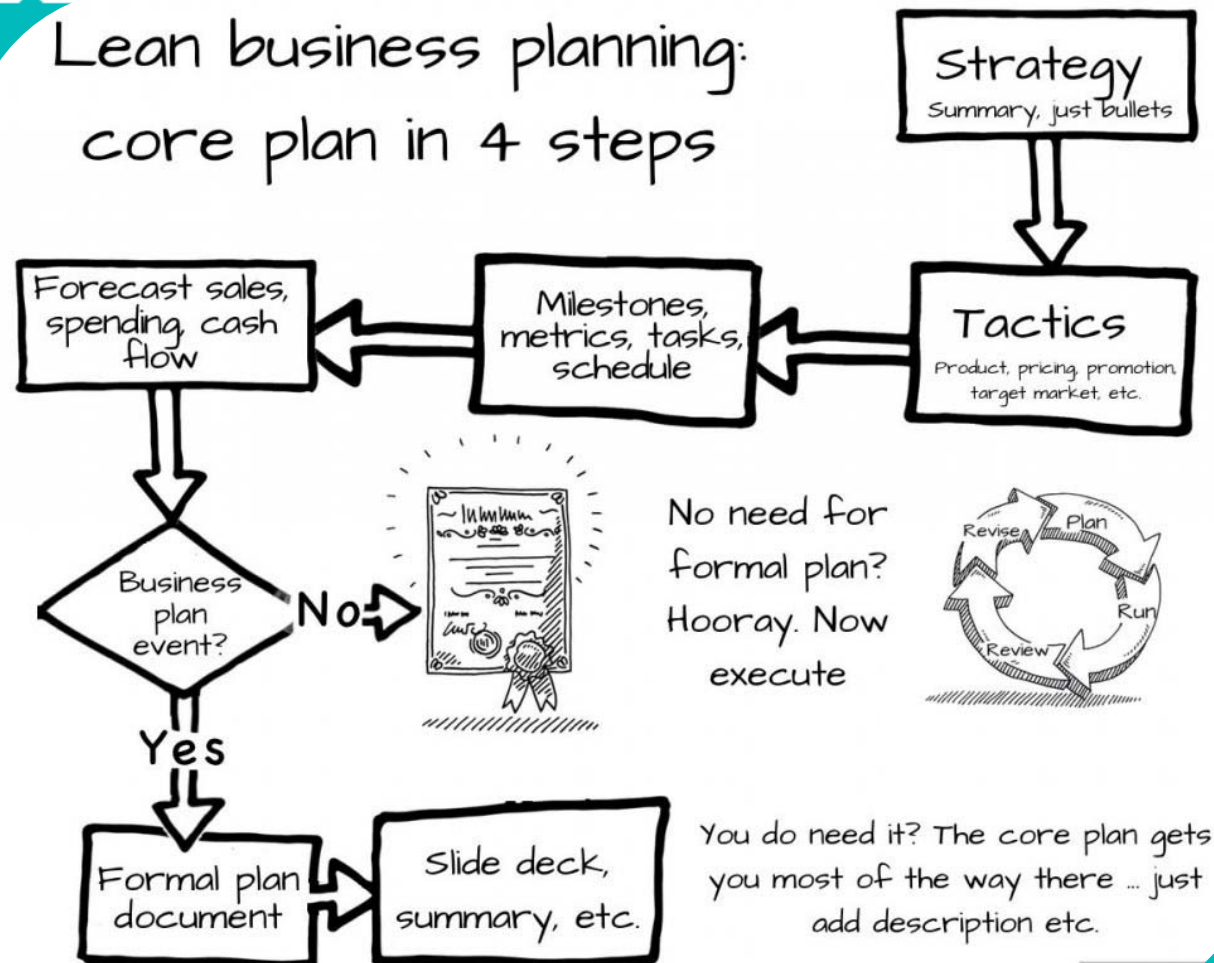 Lean business planning:
core plan in 4 steps
Strategy
Summary, just bullets
Tactics
Product, pricing, promotion,
target market, etc.
Milestones,
metrics, tasks,
schedule
Forecast sales,
spending, cash
flow
Business
plan
event?
No
No need for
formal plan?
Hooray. Now
execute
Revise
Plan
Run
Review
Yes
Formal plan
document
Slide deck,
summary, etc.
You do need it? The core plan gets
you most of the way there ... just
add description etc.